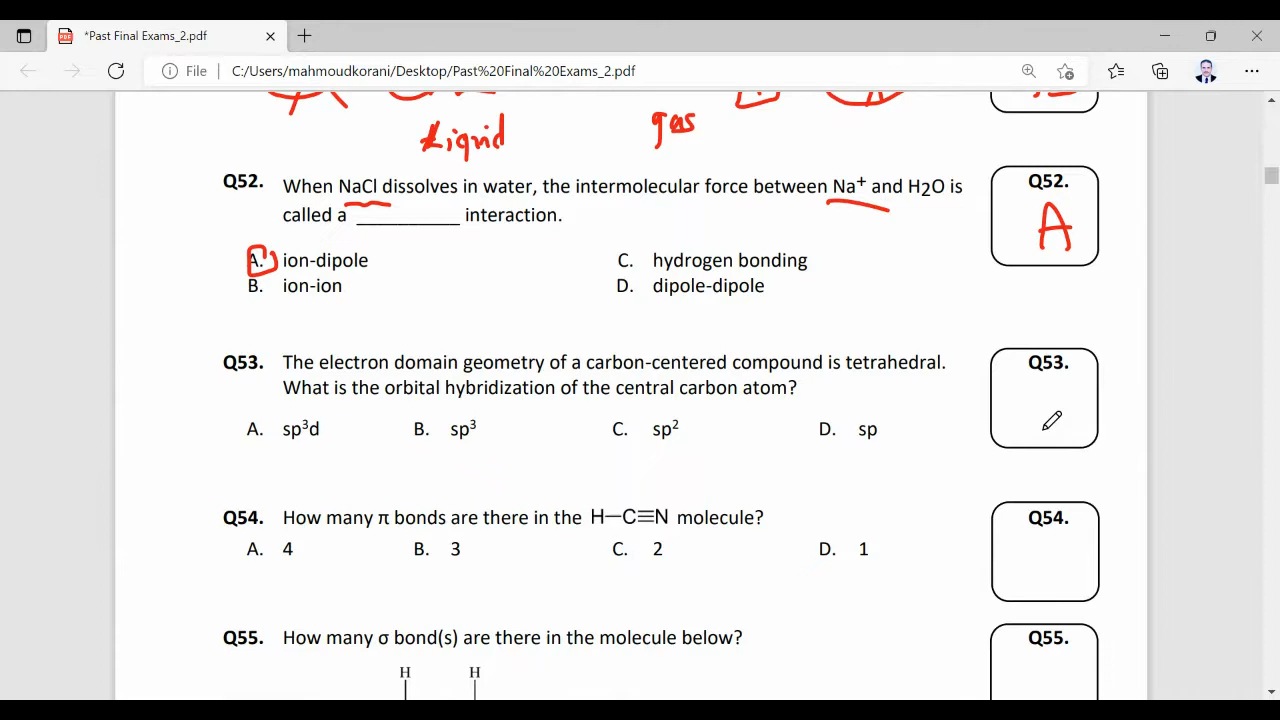 *Past Final Exams_2.pdf
File C:/Users/mahmoudkorani/Desktop/Past%20Final%20Exams_2.pdf
Liquid gas
Q52. When NaCl dissolves in water, the intermolecular force between Na⁺ and H₂O is
called a __________ interaction.
Q52.
A
A. ion-dipole C. hydrogen bonding
B. ion-ion D. dipole-dipole
Q53. The electron domain geometry of a carbon-centered compound is tetrahedral.
What is the orbital hybridization of the central carbon atom?
Q53.
A. sp³d B. sp³ C. sp² D. sp
Q54. How many π bonds are there in the H—C≡N molecule?
Q54.
A. 4 B. 3 C. 2 D. 1
Q55. How many σ bond(s) are there in the molecule below?
Q55.
H H